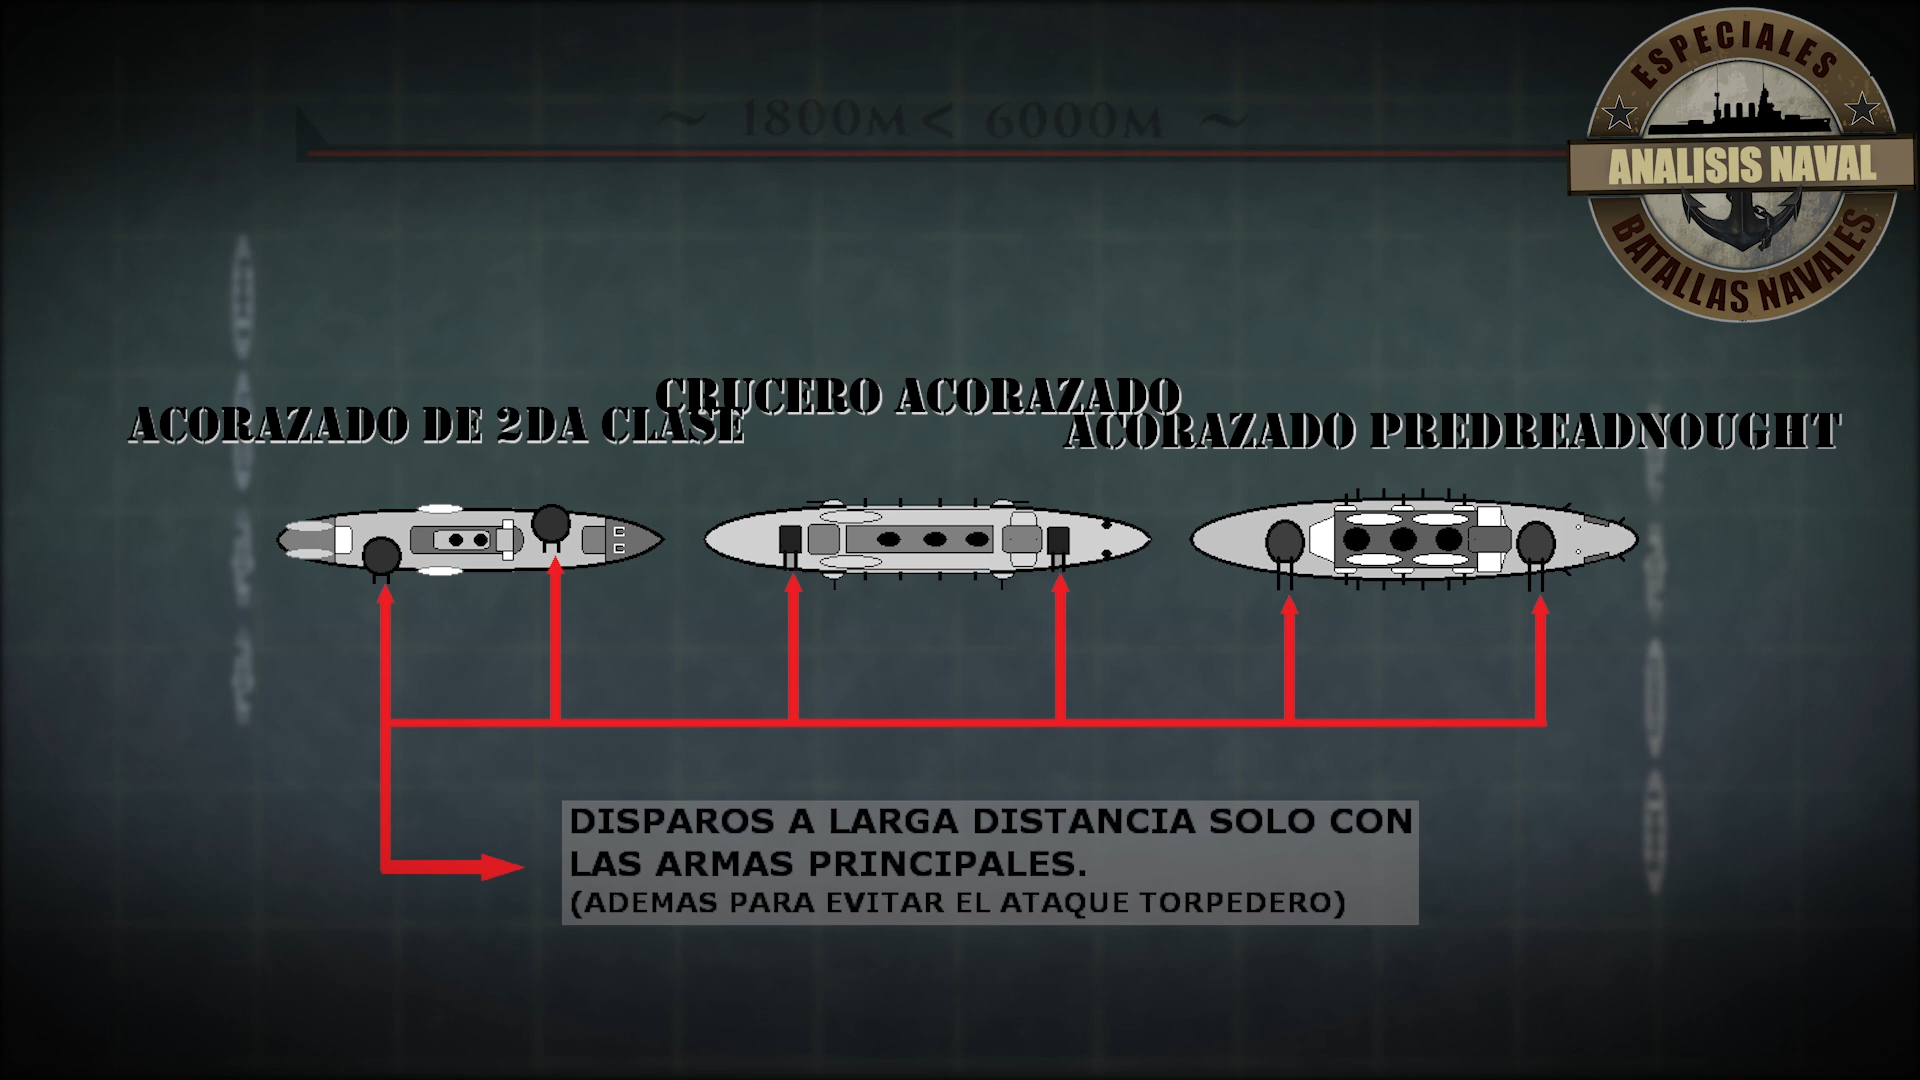 ~ 1800M < 6000M ~
ESPECIALES
ANALISIS NAVAL
BATALLAS NAVALES
CRUCERO ACORAZADO
ACORAZADO DE 2DA CLASE
ACORAZADO PREDREADNOUGHT
DISPAROS A LARGA DISTANCIA SOLO CON
LAS ARMAS PRINCIPALES.
(ADEMAS PARA EVITAR EL ATAQUE TORPEDERO)